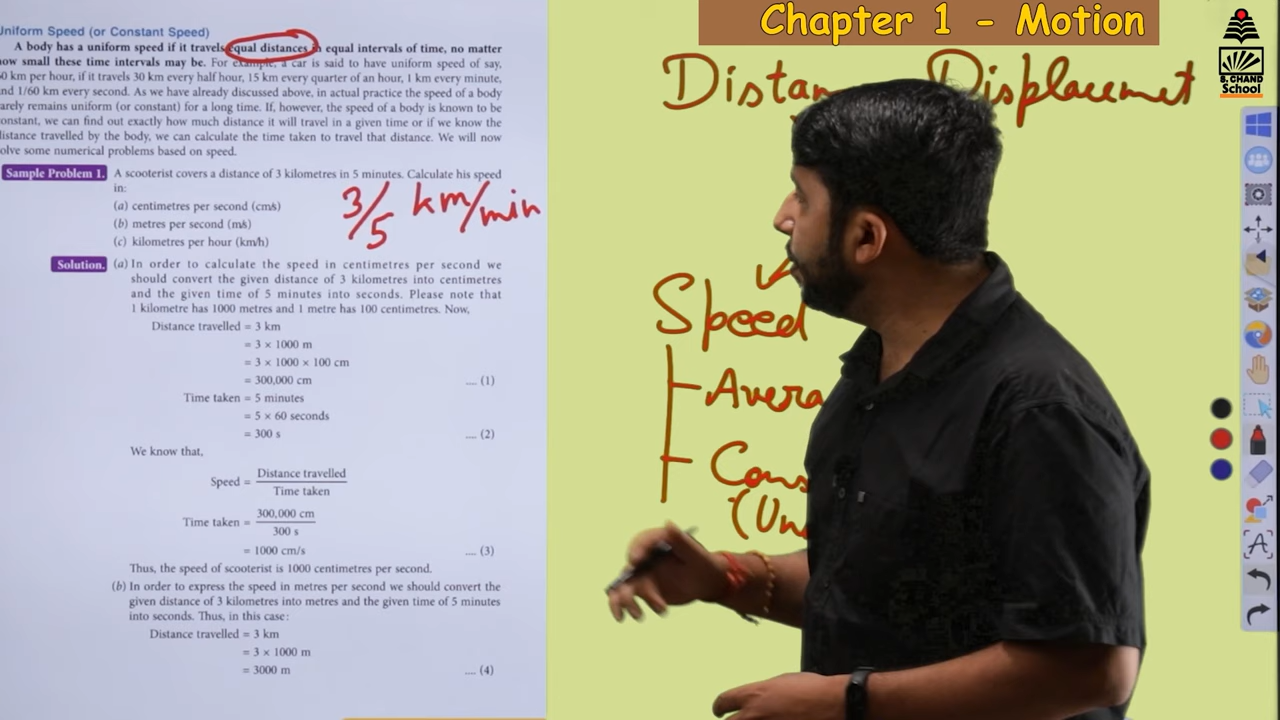 Chapter 1 - Motion
S. CHAND
School
Uniform Speed (or Constant Speed)
A body has a uniform speed if it travels equal distances in equal intervals of time, no matter
how small these time intervals may be. For example, a car is said to have uniform speed of say,
60 km per hour, if it travels 30 km every half hour, 15 km every quarter of an hour, 1 km every minute,
and 1/60 km every second. As we have already discussed above, in actual practice the speed of a body
rarely remains uniform (or constant) for a long time. If, however, the speed of a body is known to be
constant, we can find out exactly how much distance it will travel in a given time or if we know the
distance travelled by the body, we can calculate the time taken to travel that distance. We will now
solve some numerical problems based on speed.
Sample Problem 1. A scooterist covers a distance of 3 kilometres in 5 minutes. Calculate his speed
in:
(a) centimetres per second (cm/s)
(b) metres per second (m/s)
(c) kilometres per hour (km/h)
3/5 km/min
Solution. (a) In order to calculate the speed in centimetres per second we
should convert the given distance of 3 kilometres into centimetres
and the given time of 5 minutes into seconds. Please note that
1 kilometre has 1000 metres and 1 metre has 100 centimetres. Now,
Distance travelled = 3 km
= 3 × 1000 m
= 3 × 1000 × 100 cm
= 300,000 cm .... (1)
Time taken = 5 minutes
= 5 × 60 seconds
= 300 s .... (2)
We know that,
Speed = Distance travelled
Time taken
Time taken = 300,000 cm
300 s
= 1000 cm/s .... (3)
Thus, the speed of scooterist is 1000 centimetres per second.
(b) In order to express the speed in metres per second we should convert the
given distance of 3 kilometres into metres and the given time of 5 minutes
into seconds. Thus, in this case:
Distance travelled = 3 km
= 3 × 1000 m
= 3000 m .... (4)
Distan Displacemet
Speed
Avera
Cons
(Un
A